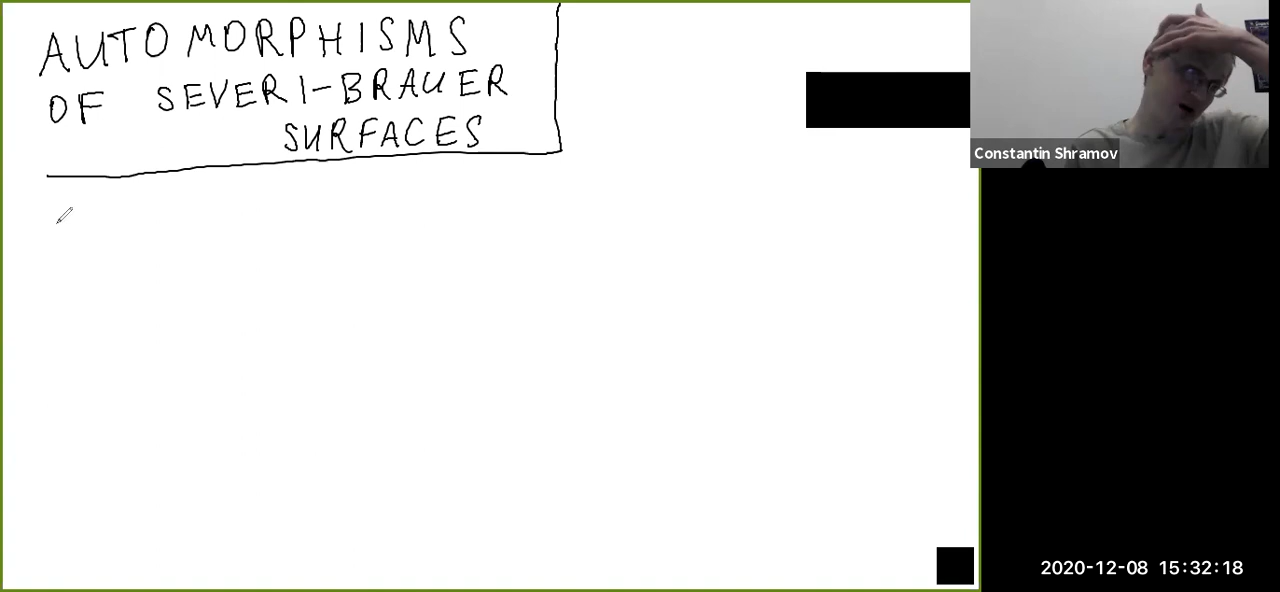 AUTOMORPHISMS
OF SEVERI-BRAUER
SURFACES
Constantin Shramov
2020-12-08 15:32:18